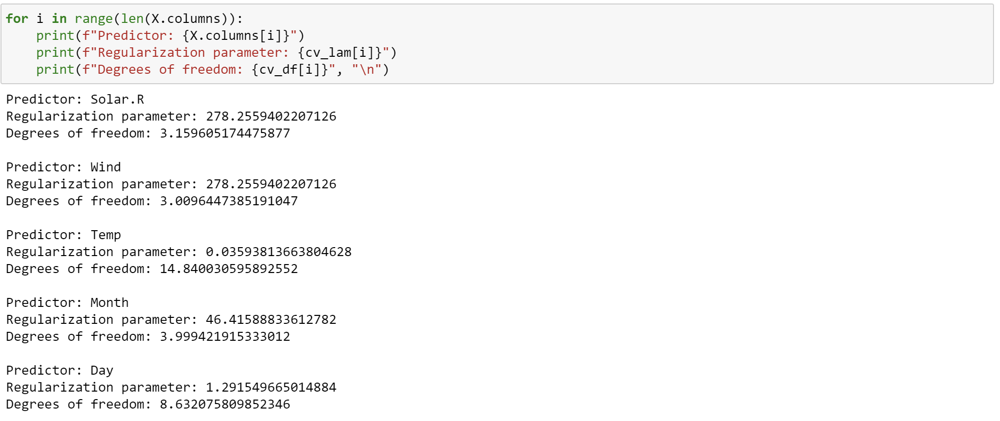 for i in range(len(X.columns)):
    print(f"Predictor: {X.columns[i]}")
    print(f"Regularization parameter: {cv_lam[i]}")
    print(f"Degrees of freedom: {cv_df[i]}", "\n")
Predictor: Solar.R
Regularization parameter: 278.2559402207126
Degrees of freedom: 3.159605174475877
Predictor: Wind
Regularization parameter: 278.2559402207126
Degrees of freedom: 3.0096447385191047
Predictor: Temp
Regularization parameter: 0.03593813663804628
Degrees of freedom: 14.840030595892552
Predictor: Month
Regularization parameter: 46.41588833612782
Degrees of freedom: 3.999421915333012
Predictor: Day
Regularization parameter: 1.291549665014884
Degrees of freedom: 8.632075809852346